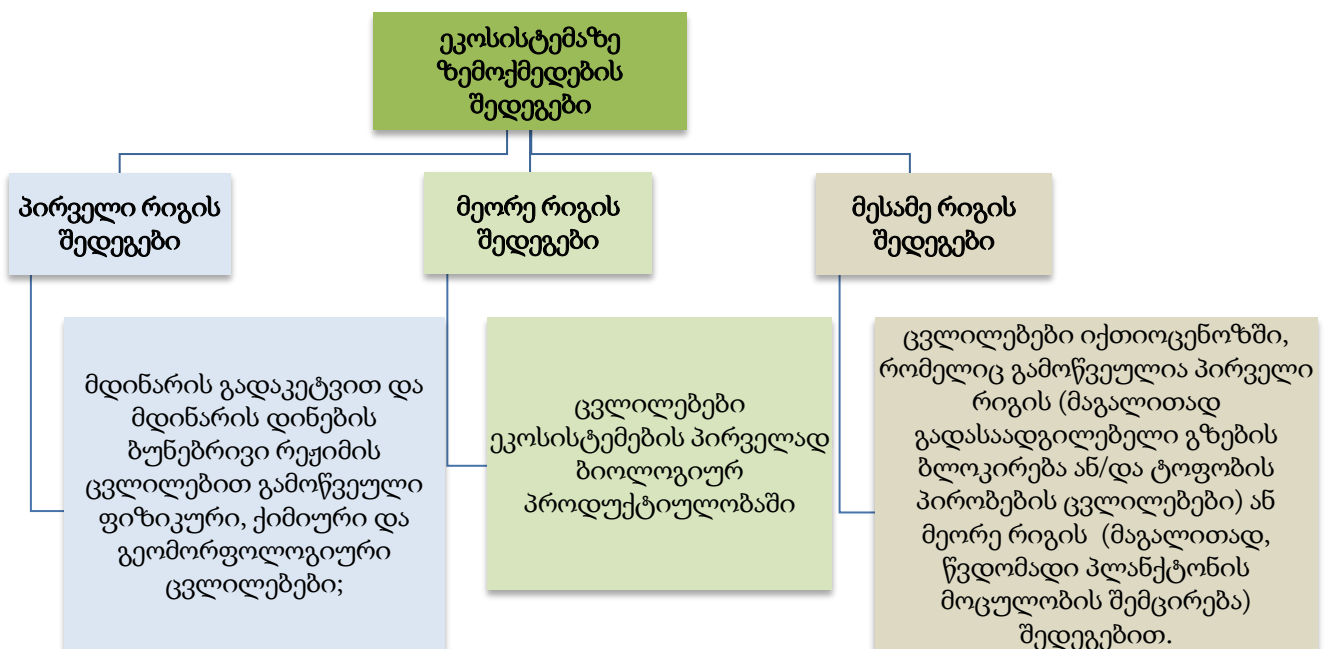 ეკოსისტემაზე
ზემოქმედების
შედეგები
პირველი რიგის
შედეგები
მეორე რიგის
შედეგები
მესამე რიგის
შედეგები
მდინარის გადაკეტვით და
მდინარის დინების
ბუნებრივი რეჟიმის
ცვლილებით გამოწვეული
ფიზიკური, ქიმიური და
გეომორფოლოგიური
ცვლილებები;
ცვლილებები
ეკოსისტემების პირველად
ბიოლოგიურ
პროდუქტიულობაში
ცვლილებები იქთიოცენოზში,
რომელიც გამოწვეულია პირველი
რიგის (მაგალითად
გადასაადგილებელი გზების
ბლოკირება ან/და ტოფობის
პირობების ცვლილებები) ან
მეორე რიგის (მაგალითად,
წვდომადი პლანქტონის
მოცულობის შემცირება)
შედეგებით.